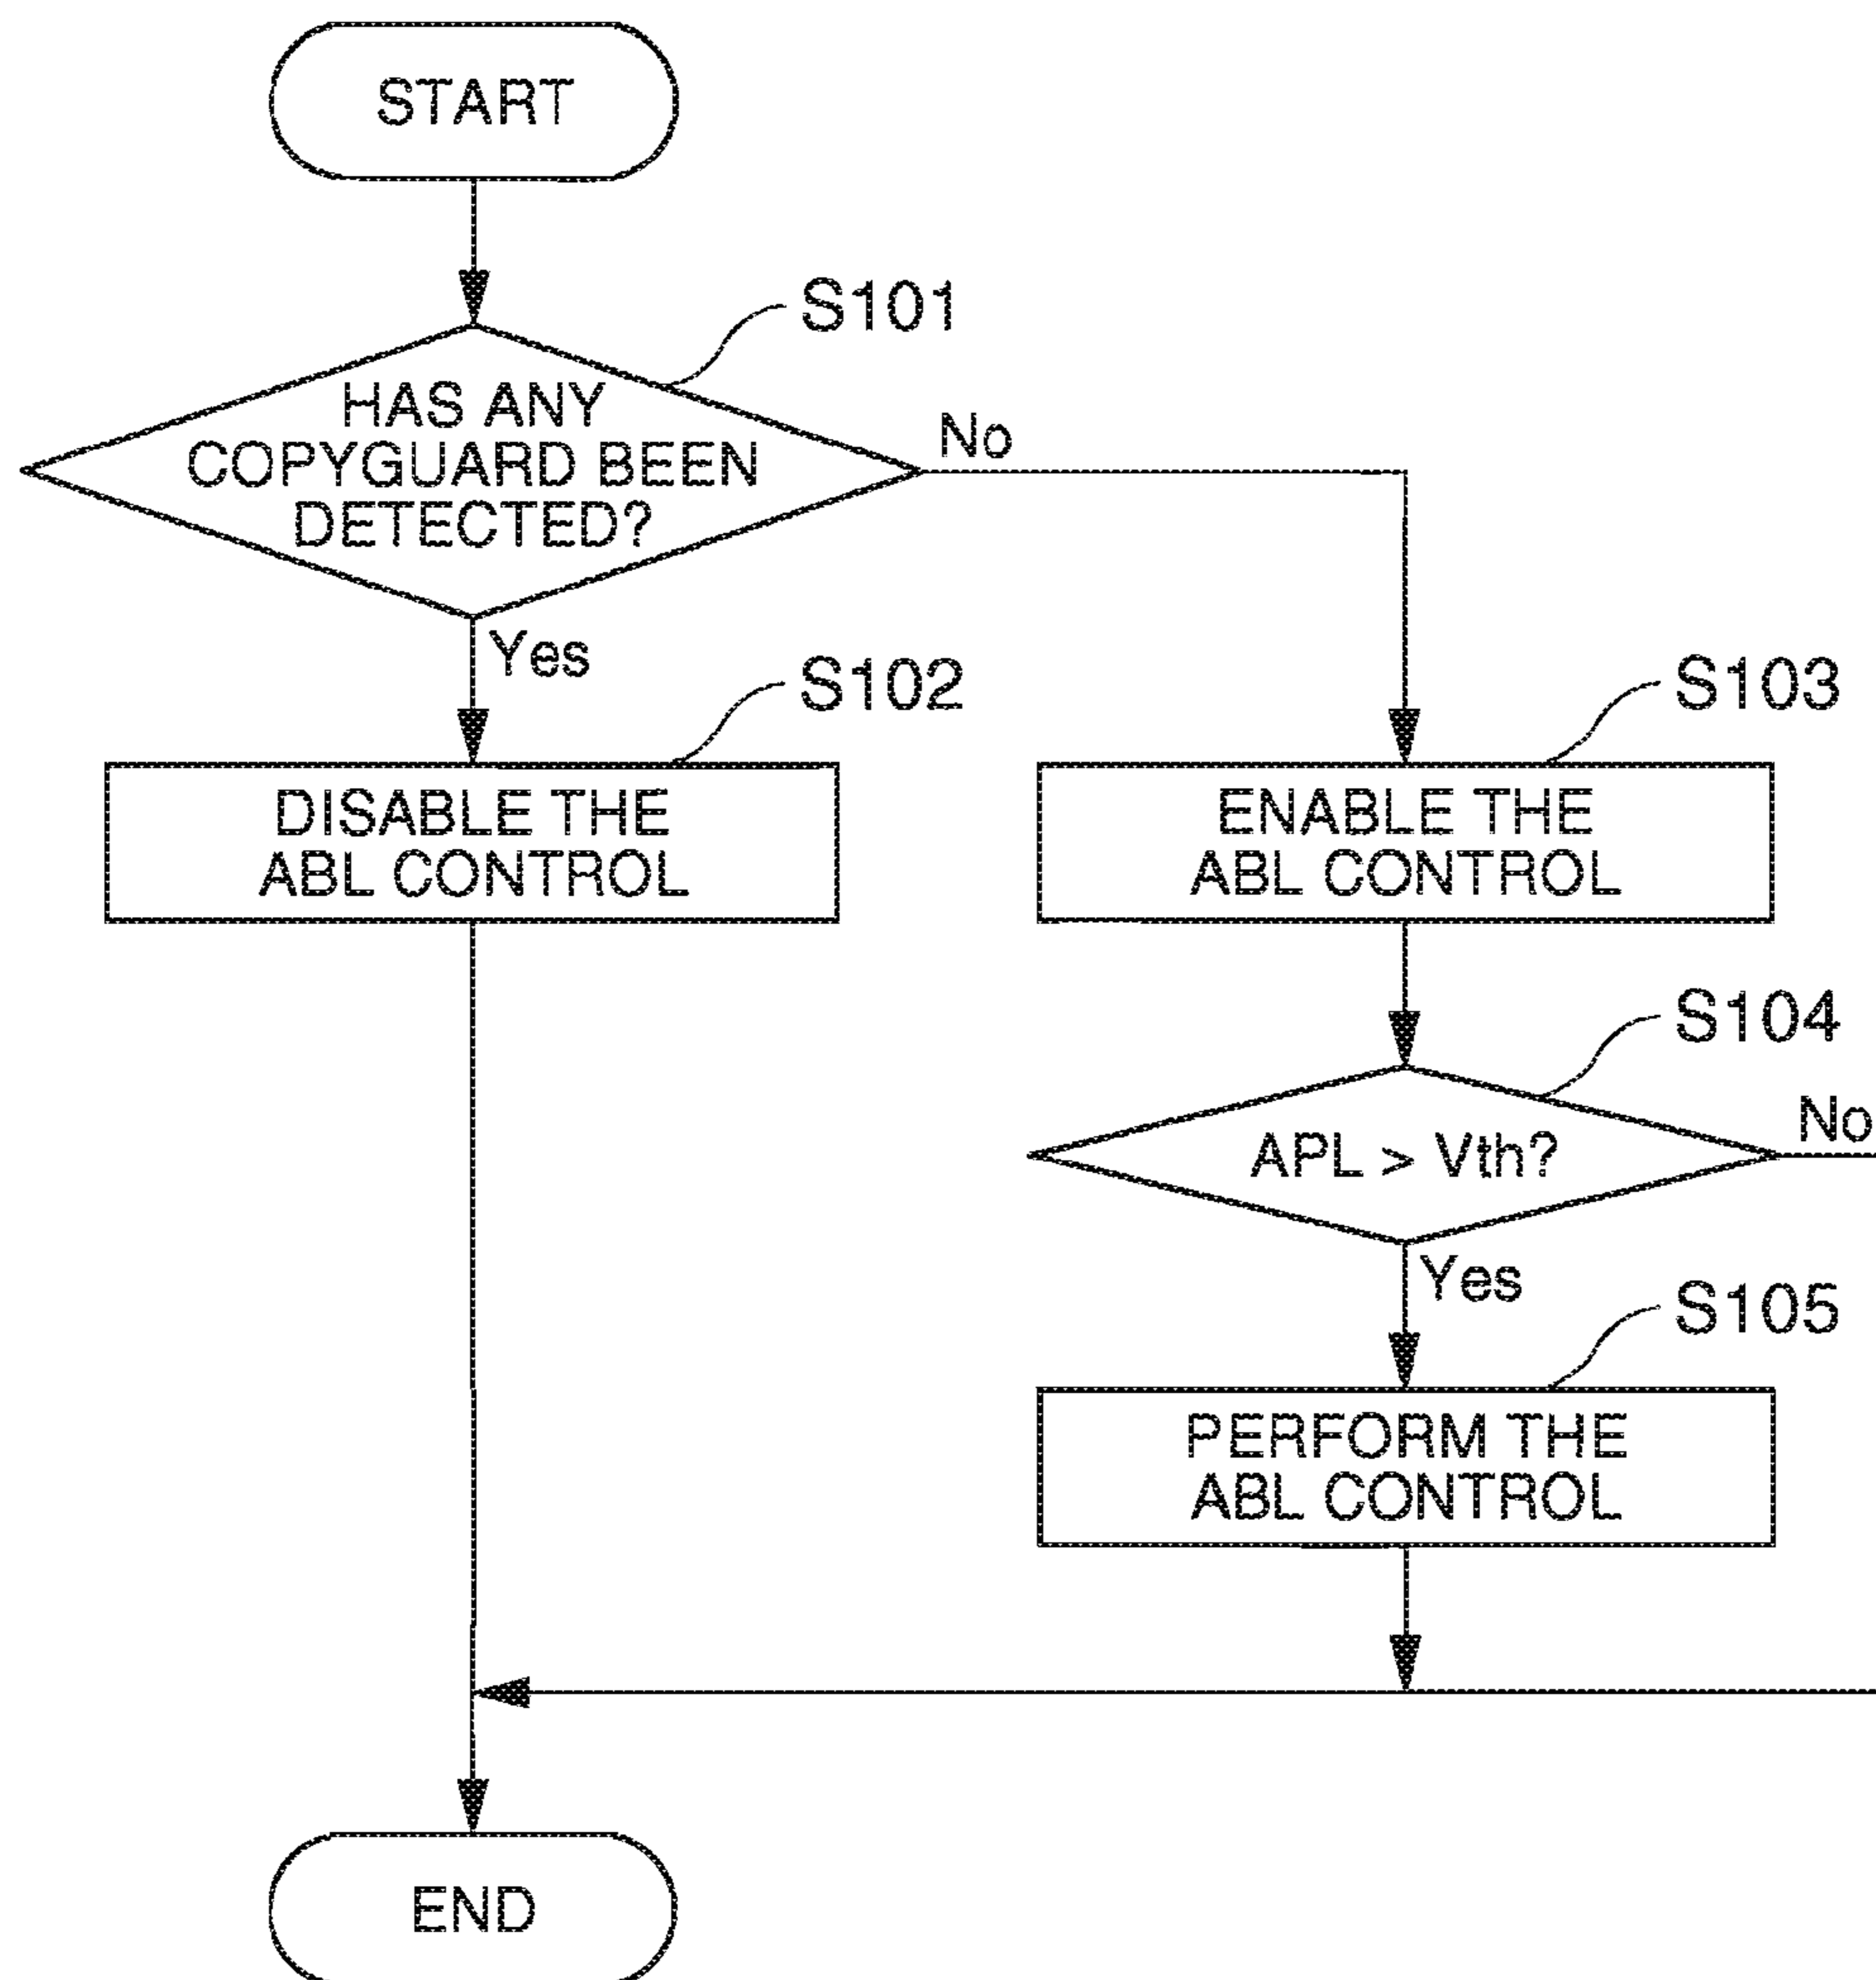 START
S101
HAS ANY
COPYGUARD BEEN
DETECTED?
No
Yes
S102
S103
DISABLE THE
ABL CONTROL
ENABLE THE
ABL CONTROL
S104
APL > Vth?
No
Yes
S105
PERFORM THE
ABL CONTROL
END